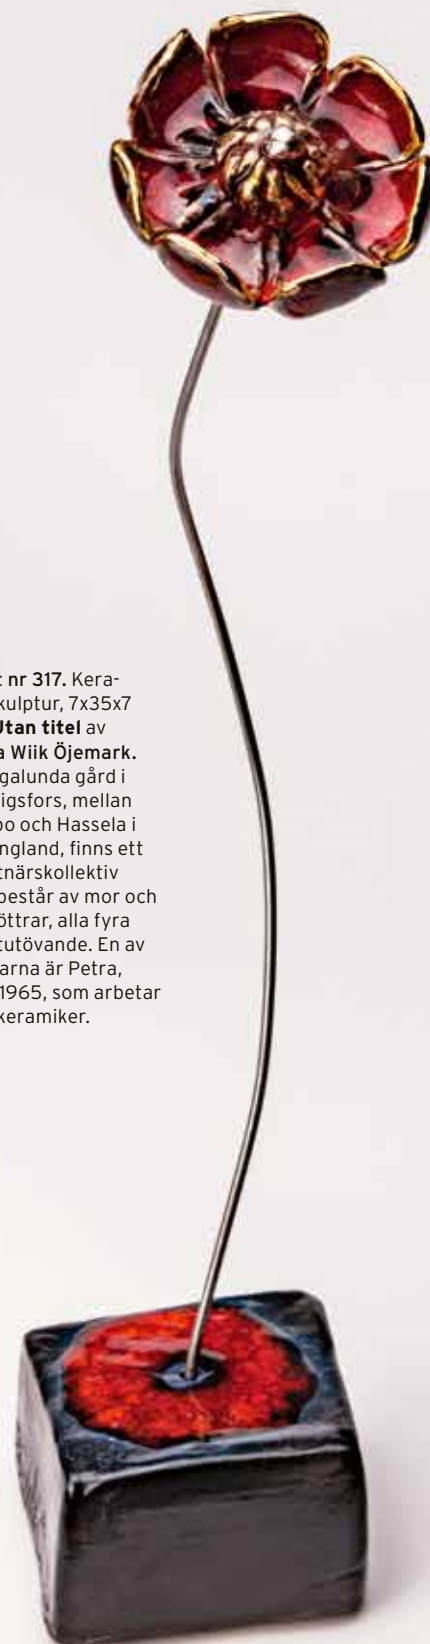 nr 317. Kera-
kulptur, 7x35x7
Utan titel av
a Wiik Öjemark.
galunda gård i
igsfors, mellan
oo och Hassela i
ngland, finns ett
tnärskollektiv
består av mor och
öttrar, alla fyra
tutövande. En av
arna är Petra,
1965, som arbetar
keramiker.